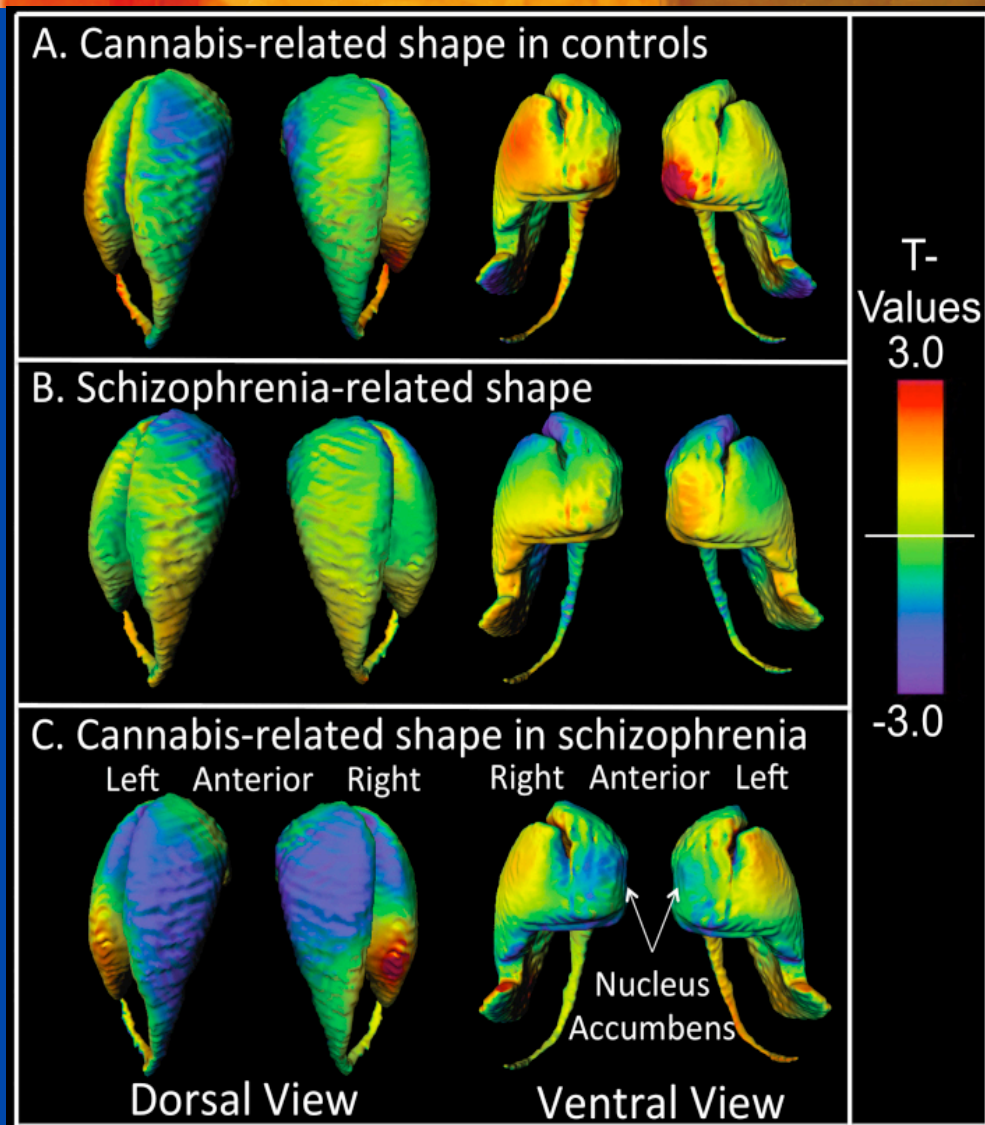 A. Cannabis-related shape in controls
T-
Values
3.0
-3.0
B. Schizophrenia-related shape
C. Cannabis-related shape in schizophrenia
Left Anterior Right Right Anterior Left
Nucleus
Accumbens
Dorsal View Ventral View